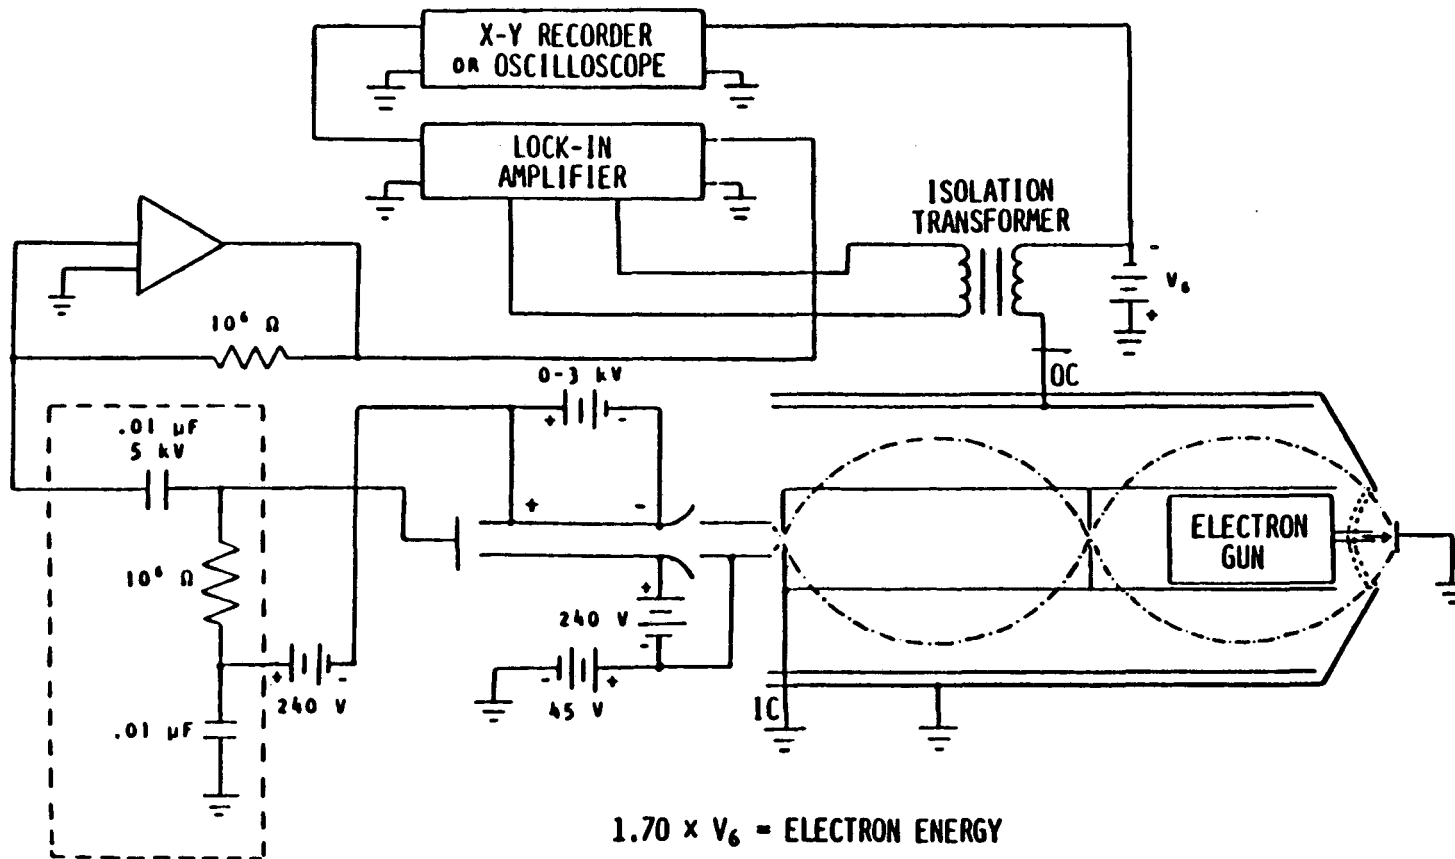 X-Y RECORDER
OR OSCILLOSCOPE
LOCK-IN
AMPLIFIER
ISOLATION
TRANSFORMER
-
V₆
+
10⁶ Ω
OC
0-3 kV
+ -
.01 µF
5 kV
+
-
ELECTRON
GUN
10⁶ Ω
+
240 V
-
+ -
240 V
- +
45 V
IC
.01 µF
1.70 × V₆ = ELECTRON ENERGY